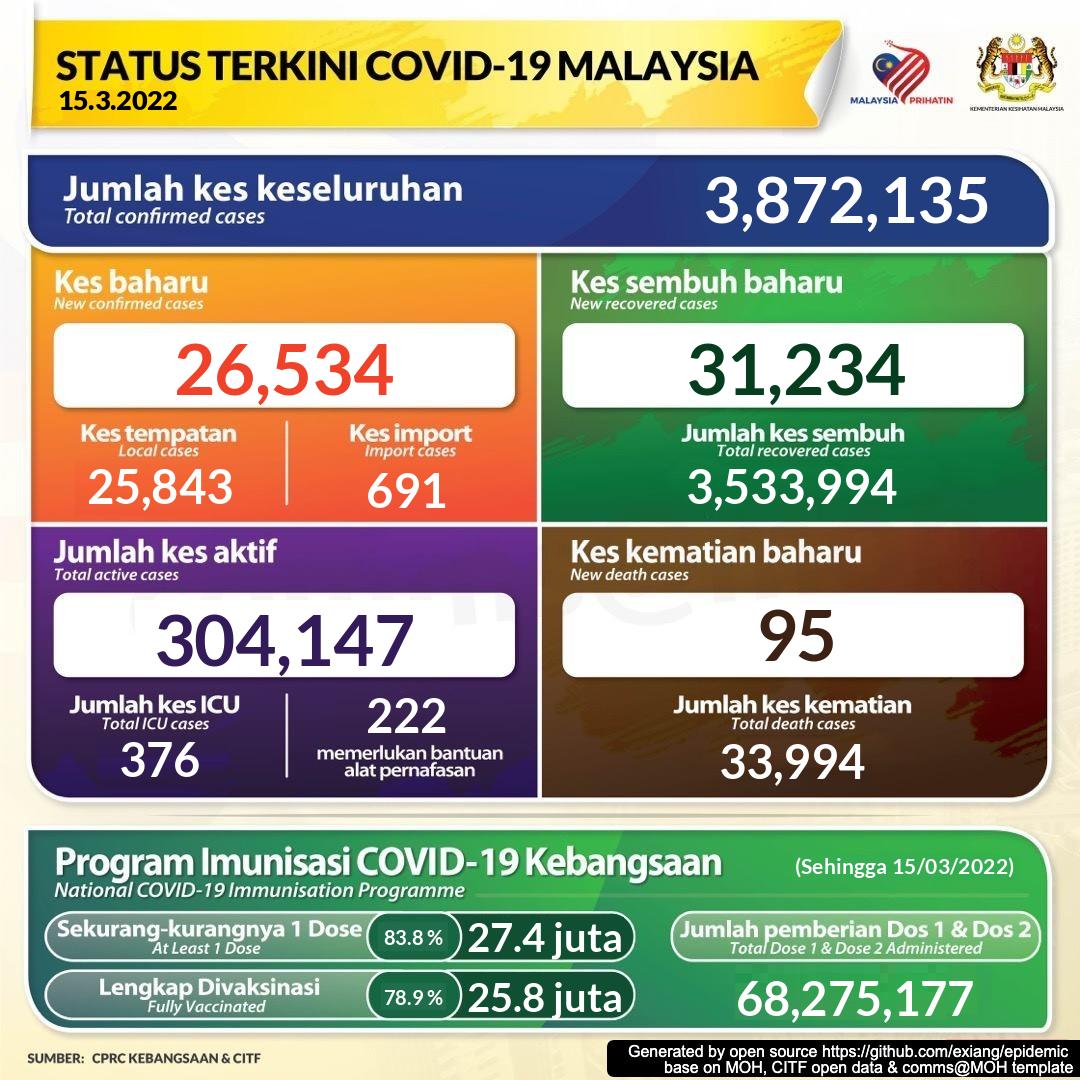 STATUS TERKINI COVID-19 MALAYSIA
15.3.2022
MALAYSIA PRIHATIN
KEMENTERIAN KESIHATAN MALAYSIA
Jumlah kes keseluruhan
Total confirmed cases
3,872,135
Kes baharu
New confirmed cases
26,534
Kes tempatan
Local cases
25,843
Kes import
Import cases
691
Kes sembuh baharu
New recovered cases
31,234
Jumlah kes sembuh
Total recovered cases
3,533,994
Jumlah kes aktif
Total active cases
304,147
Jumlah kes ICU
Total ICU cases
376
222
memerlukan bantuan
alat pernafasan
Kes kematian baharu
New death cases
95
Jumlah kes kematian
Total death cases
33,994
Program Imunisasi COVID-19 Kebangsaan
(Sehingga 15/03/2022)
National COVID-19 Immunisation Programme
Sekurang-kurangnya 1 Dose
At Least 1 Dose
83.8 %
27.4 juta
Lengkap Divaksinasi
Fully Vaccinated
78.9 %
25.8 juta
Jumlah pemberian Dos 1 & Dos 2
Total Dose 1 & Dose 2 Administered
68,275,177
SUMBER: CPRC KEBANGSAAN & CITF
Generated by open source https://github.com/exiang/epidemic
base on MOH, CITF open data & comms@MOH template